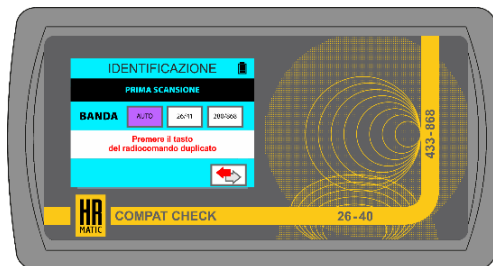 IDENTIFICAZIONE
PRIMA SCANSIONE
BANDA AUTO 26/41 200/868
Premere il tasto
del radiocomando duplicato
433-868
HR
MATIC
COMPAT CHECK 26-40